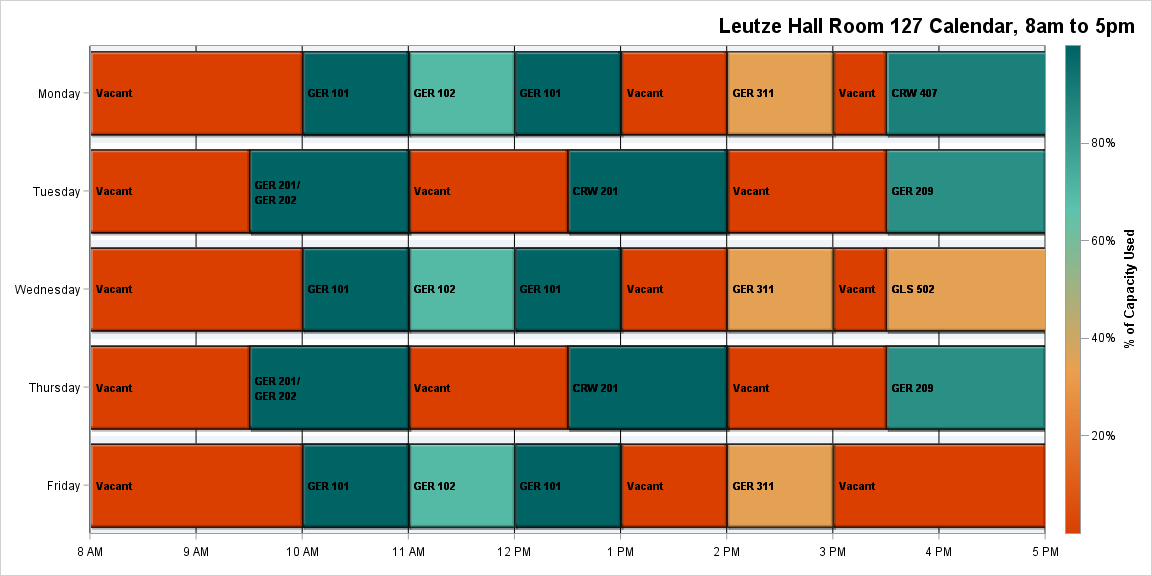 Leutze Hall Room 127 Calendar, 8am to 5pm
Monday
Vacant
GER 101
GER 102
GER 101
Vacant
GER 311
Vacant
CRW 407
Tuesday
Vacant
GER 201/
GER 202
Vacant
CRW 201
Vacant
GER 209
Wednesday
Vacant
GER 101
GER 102
GER 101
Vacant
GER 311
Vacant
GLS 502
Thursday
Vacant
GER 201/
GER 202
Vacant
CRW 201
Vacant
GER 209
Friday
Vacant
GER 101
GER 102
GER 101
Vacant
GER 311
Vacant
8 AM
9 AM
10 AM
11 AM
12 PM
1 PM
2 PM
3 PM
4 PM
5 PM
80%
60%
40%
20%
% of Capacity Used